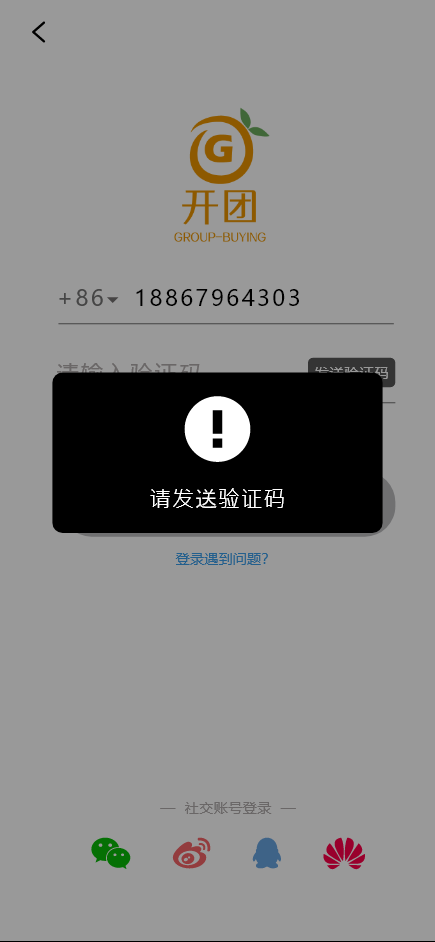 G
开团
GROUP-BUYING
+86 18867964303
请输入验证码
发送验证码
请发送验证码
登录遇到问题?
社交账号登录